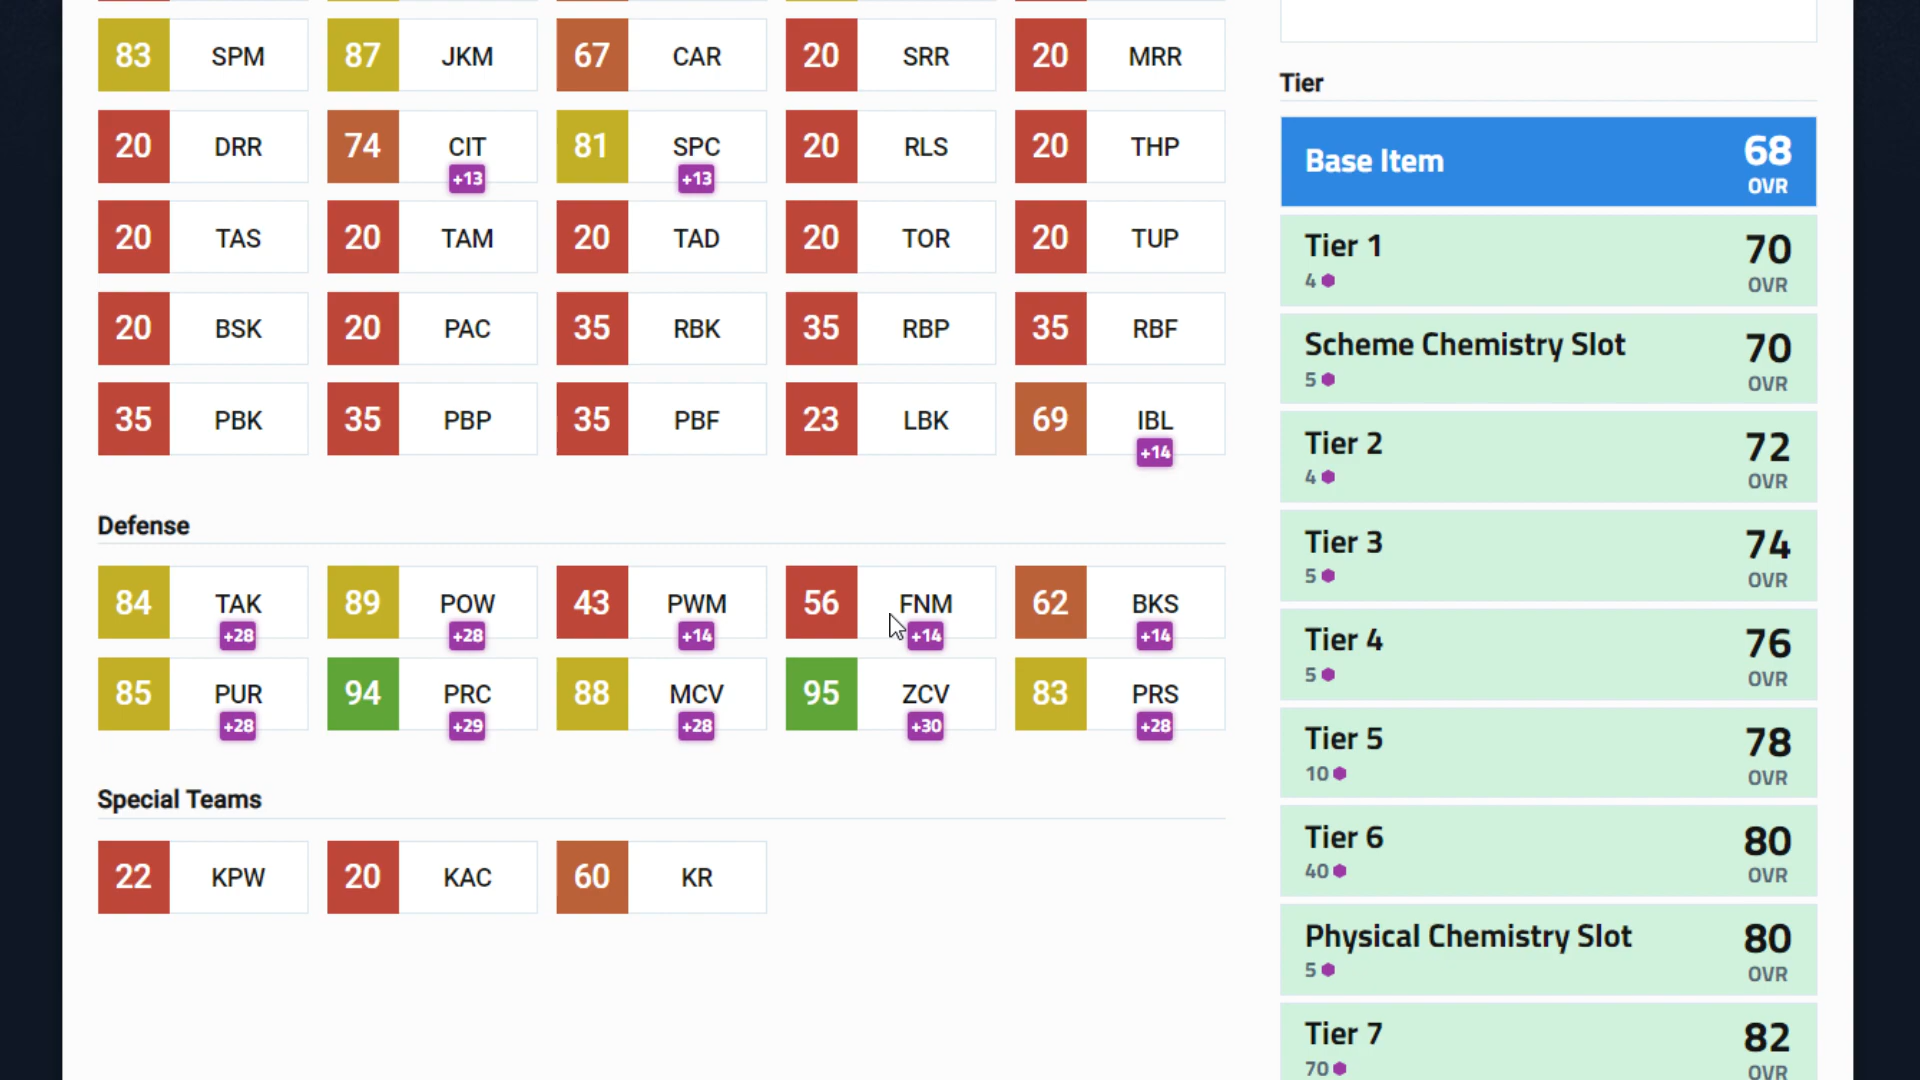 83 SPM 87 JKM 67 CAR 20 SRR 20 MRR
20 DRR 74 CIT 81 SPC 20 RLS 20 THP
+13 +13
20 TAS 20 TAM 20 TAD 20 TOR 20 TUP
20 BSK 20 PAC 35 RBK 35 RBP 35 RBF
35 PBK 35 PBP 35 PBF 23 LBK 69 IBL
+14
Defense
84 TAK 89 POW 43 PWM 56 FNM 62 BKS
+28 +28 +14 +14 +14
85 PUR 94 PRC 88 MCV 95 ZCV 83 PRS
+28 +29 +28 +30 +28
Special Teams
22 KPW 20 KAC 60 KR
Tier
Base Item 68
OVR
Tier 1 70
4 OVR
Scheme Chemistry Slot 70
5 OVR
Tier 2 72
4 OVR
Tier 3 74
5 OVR
Tier 4 76
5 OVR
Tier 5 78
10 OVR
Tier 6 80
40 OVR
Physical Chemistry Slot 80
5 OVR
Tier 7 82
70 OVR